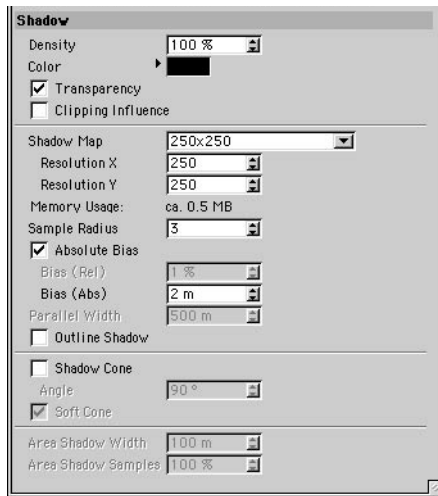 Shadow
Density 100 %
Color
Transparency
Clipping Influence
Shadow Map 250x250
Resolution X 250
Resolution Y 250
Memory Usage: ca. 0.5 MB
Sample Radius 3
Absolute Bias
Bias (Rel) 1 %
Bias (Abs) 2 m
Parallel Width 500 m
Outline Shadow
Shadow Cone
Angle 90 °
Soft Cone
Area Shadow Width 100 m
Area Shadow Samples 100 %